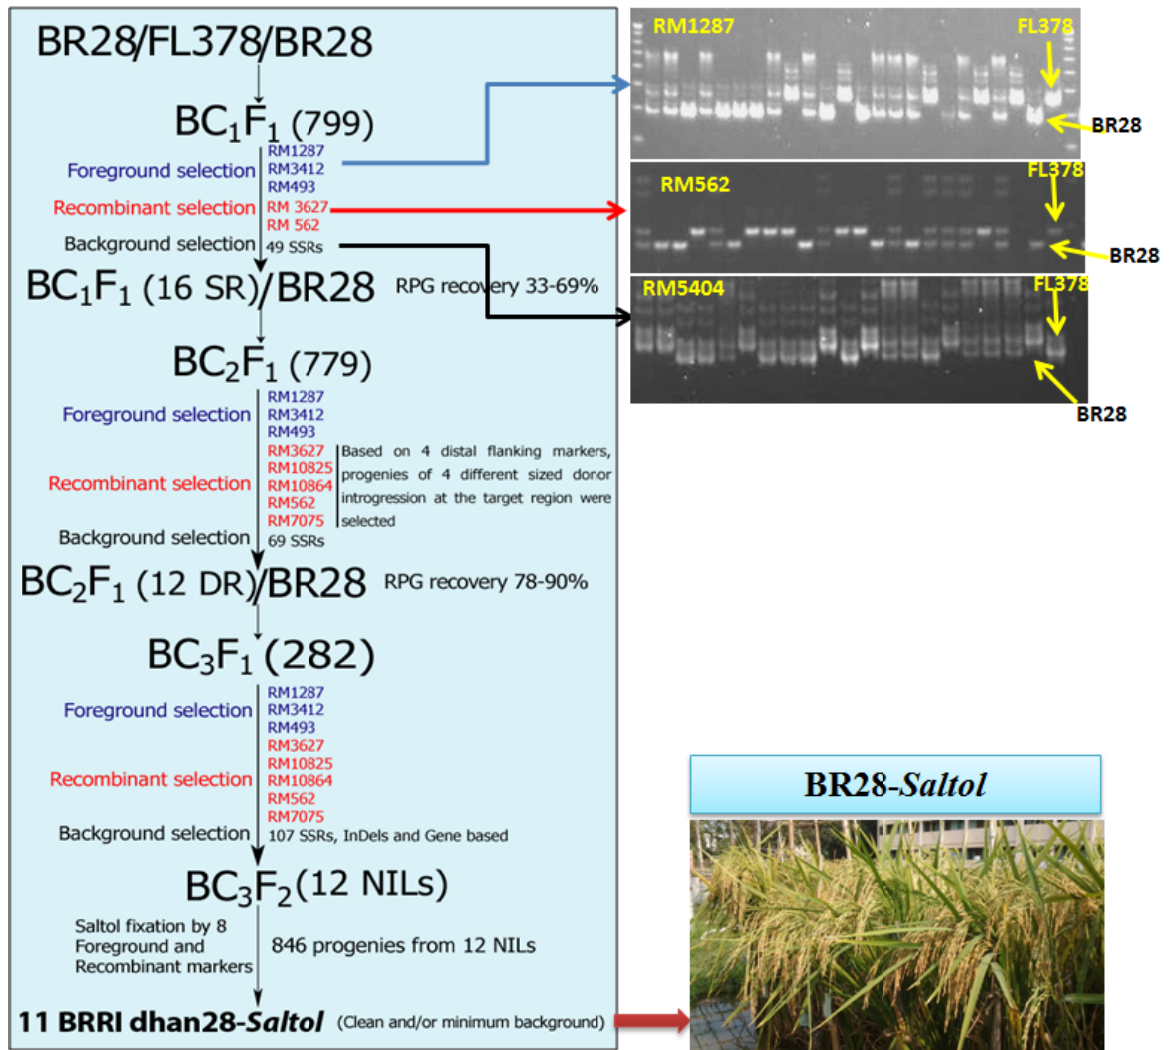 BR28/FL378/BR28
BC₁F₁ (799)
Foreground selection
RM1287
RM3412
RM493
Recombinant selection
RM 3627
RM 562
Background selection
49 SSRs
BC₁F₁ (16 SR)/BR28
RPG recovery 33-69%
BC₂F₁ (779)
Foreground selection
RM1287
RM3412
RM493
Recombinant selection
RM3627
RM10825
RM10864
RM562
RM7075
Based on 4 distal flanking markers,
progenies of 4 different sized donor
introgression at the target region were
selected
Background selection
69 SSRs
BC₂F₁ (12 DR)/BR28
RPG recovery 78-90%
BC₃F₁ (282)
Foreground selection
RM1287
RM3412
RM493
Recombinant selection
RM3627
RM10825
RM10864
RM562
RM7075
Background selection
107 SSRs, InDels and Gene based
BC₃F₂ (12 NILs)
Saltol fixation by 8
Foreground and
Recombinant markers
846 progenies from 12 NILs
11 BRRI dhan28-Saltol (Clean and/or minimum background)
RM1287
FL378
BR28
RM562
FL378
BR28
RM5404
FL378
BR28
BR28-Saltol